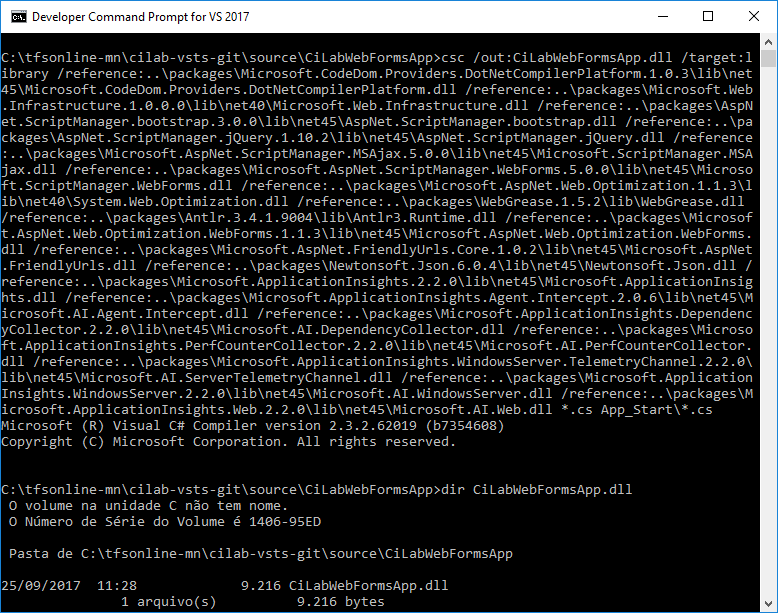 Developer Command Prompt for VS 2017
C:\tfsonline-mn\cilab-vsts-git\source\CiLabWebFormsApp>csc /out:CiLabWebFormsApp.dll /target:l
ibrary /reference:..\packages\Microsoft.CodeDom.Providers.DotNetCompilerPlatform.1.0.3\lib\net
45\Microsoft.CodeDom.Providers.DotNetCompilerPlatform.dll /reference:..\packages\Microsoft.Web
.Infrastructure.1.0.0.0\lib\net40\Microsoft.Web.Infrastructure.dll /reference:..\packages\AspN
et.ScriptManager.bootstrap.3.0.0\lib\net45\AspNet.ScriptManager.bootstrap.dll /reference:..\pa
ckages\AspNet.ScriptManager.jQuery.1.10.2\lib\net45\AspNet.ScriptManager.jQuery.dll /reference
:..\packages\Microsoft.AspNet.ScriptManager.MSAjax.5.0.0\lib\net45\Microsoft.ScriptManager.MSA
jax.dll /reference:..\packages\Microsoft.AspNet.ScriptManager.WebForms.5.0.0\lib\net45\Microso
ft.ScriptManager.WebForms.dll /reference:..\packages\Microsoft.AspNet.Web.Optimization.1.1.3\l
ib\net40\System.Web.Optimization.dll /reference:..\packages\WebGrease.1.5.2\lib\WebGrease.dll
/reference:..\packages\Antlr.3.4.1.9004\lib\Antlr3.Runtime.dll /reference:..\packages\Microsof
t.AspNet.Web.Optimization.WebForms.1.1.3\lib\net45\Microsoft.AspNet.Web.Optimization.WebForms.
dll /reference:..\packages\Microsoft.AspNet.FriendlyUrls.Core.1.0.2\lib\net45\Microsoft.AspNet
.FriendlyUrls.dll /reference:..\packages\Newtonsoft.Json.6.0.4\lib\net45\Newtonsoft.Json.dll /
reference:..\packages\Microsoft.ApplicationInsights.2.2.0\lib\net45\Microsoft.ApplicationInsig
hts.dll /reference:..\packages\Microsoft.ApplicationInsights.Agent.Intercept.2.0.6\lib\net45\M
icrosoft.AI.Agent.Intercept.dll /reference:..\packages\Microsoft.ApplicationInsights.Dependenc
yCollector.2.2.0\lib\net45\Microsoft.AI.DependencyCollector.dll /reference:..\packages\Microso
ft.ApplicationInsights.PerfCounterCollector.2.2.0\lib\net45\Microsoft.AI.PerfCounterCollector.
dll /reference:..\packages\Microsoft.ApplicationInsights.WindowsServer.TelemetryChannel.2.2.0\
lib\net45\Microsoft.AI.ServerTelemetryChannel.dll /reference:..\packages\Microsoft.Application
Insights.WindowsServer.2.2.0\lib\net45\Microsoft.AI.WindowsServer.dll /reference:..\packages\M
icrosoft.ApplicationInsights.Web.2.2.0\lib\net45\Microsoft.AI.Web.dll *.cs App_Start\*.cs
Microsoft (R) Visual C# Compiler version 2.3.2.62019 (b7354608)
Copyright (C) Microsoft Corporation. All rights reserved.
C:\tfsonline-mn\cilab-vsts-git\source\CiLabWebFormsApp>dir CiLabWebFormsApp.dll
O volume na unidade C não tem nome.
O Número de Série do Volume é 1406-95ED
Pasta de C:\tfsonline-mn\cilab-vsts-git\source\CiLabWebFormsApp
25/09/2017  11:28             9.216 CiLabWebFormsApp.dll
1 arquivo(s)          9.216 bytes